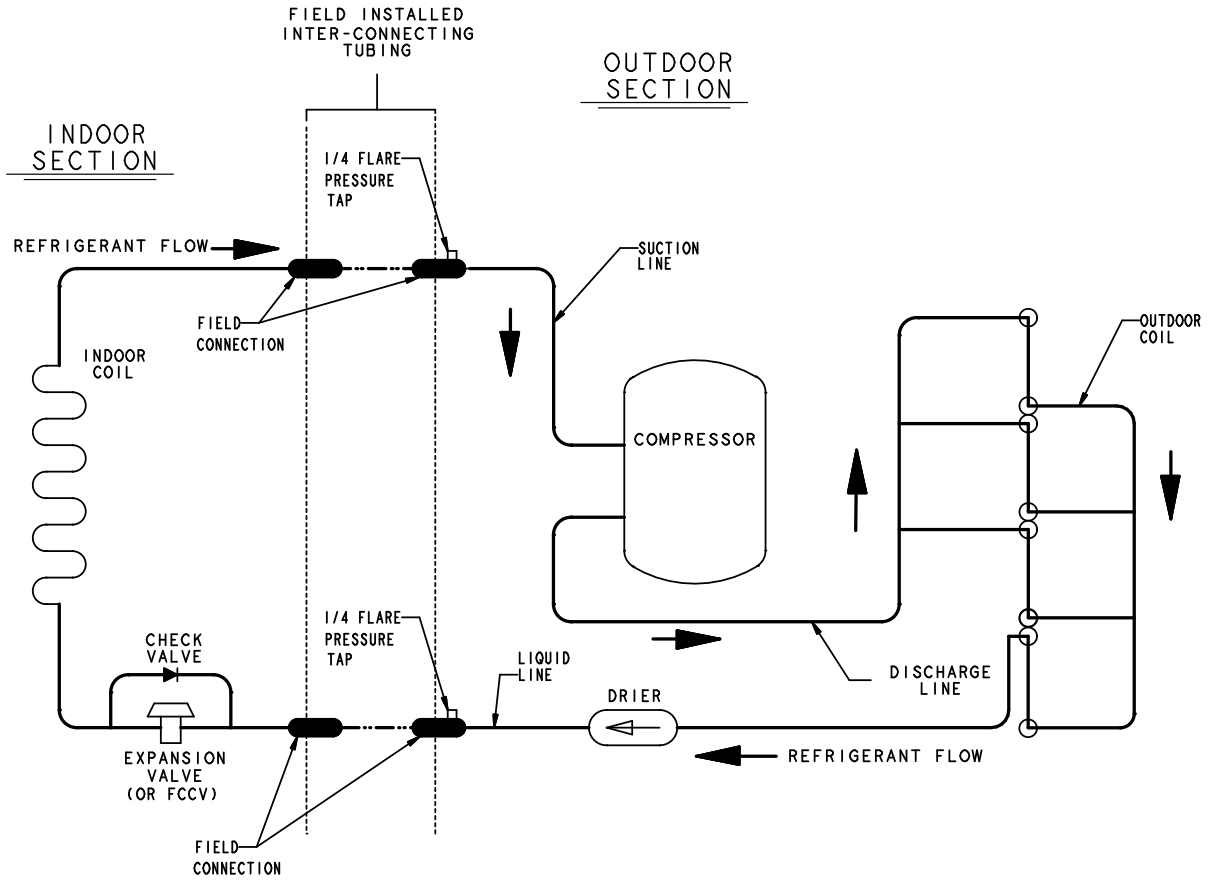 FIELD INSTALLED
INTER-CONNECTING
TUBING
OUTDOOR
SECTION
INDOOR
SECTION
1/4 FLARE
PRESSURE
TAP
REFRIGERANT FLOW
SUCTION
LINE
FIELD
CONNECTION
OUTDOOR
COIL
INDOOR
COIL
COMPRESSOR
1/4 FLARE
PRESSURE
TAP
CHECK
VALVE
LIQUID
LINE
DISCHARGE
LINE
DRIER
EXPANSION
VALVE
(OR FCCV)
REFRIGERANT FLOW
FIELD
CONNECTION